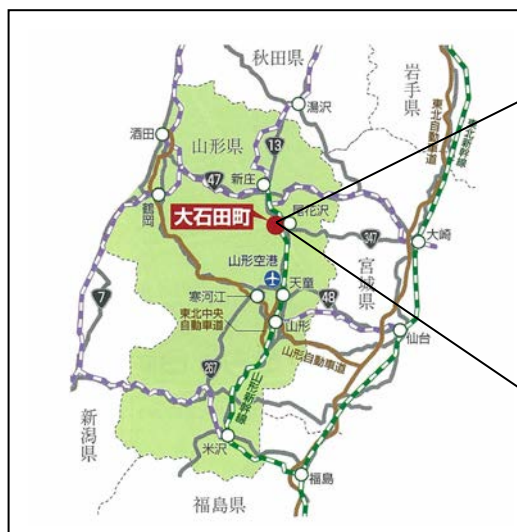 秋田県
岩手県
湯沢
東北自動車道
東北新幹線
酒田
山形県
13
新庄
47
鶴岡
大石田町
尾花沢
347
大崎
山形空港
宮城県
7
寒河江
天童
48
東北中央
自動車道
山形
仙台
山形自動車道
267
山形新幹線
新潟県
米沢
福島
福島県